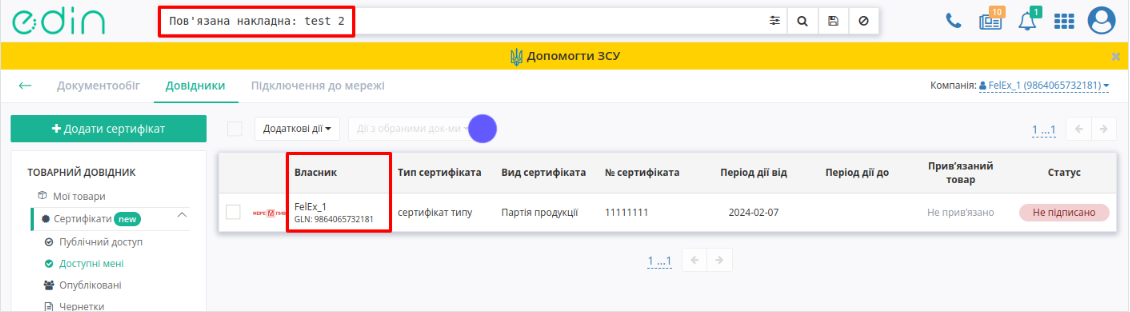 edin
Пов'язана накладна: test 2
10
1
Допомогти ЗСУ
Документообіг Довідники Підключення до мережі
Компанія: FelEx_1 (9864065732181)
Додати сертифікат
Додаткові дії
Дії з обраними док-ми
1 ...1
ТОВАРНИЙ ДОВІДНИК
Мої товари
Сертифікати new
Публічний доступ
Доступні мені
Опубліковані
Чернетки
Власник Тип сертифіката Вид сертифіката № сертифіката Період дії від Період дії до Прив’язаний товар Статус
FelEx_1
GLN: 9864065732181
сертифікат типу Партія продукції 11111111 2024-02-07 Не прив'язано Не підписано
1 ...1